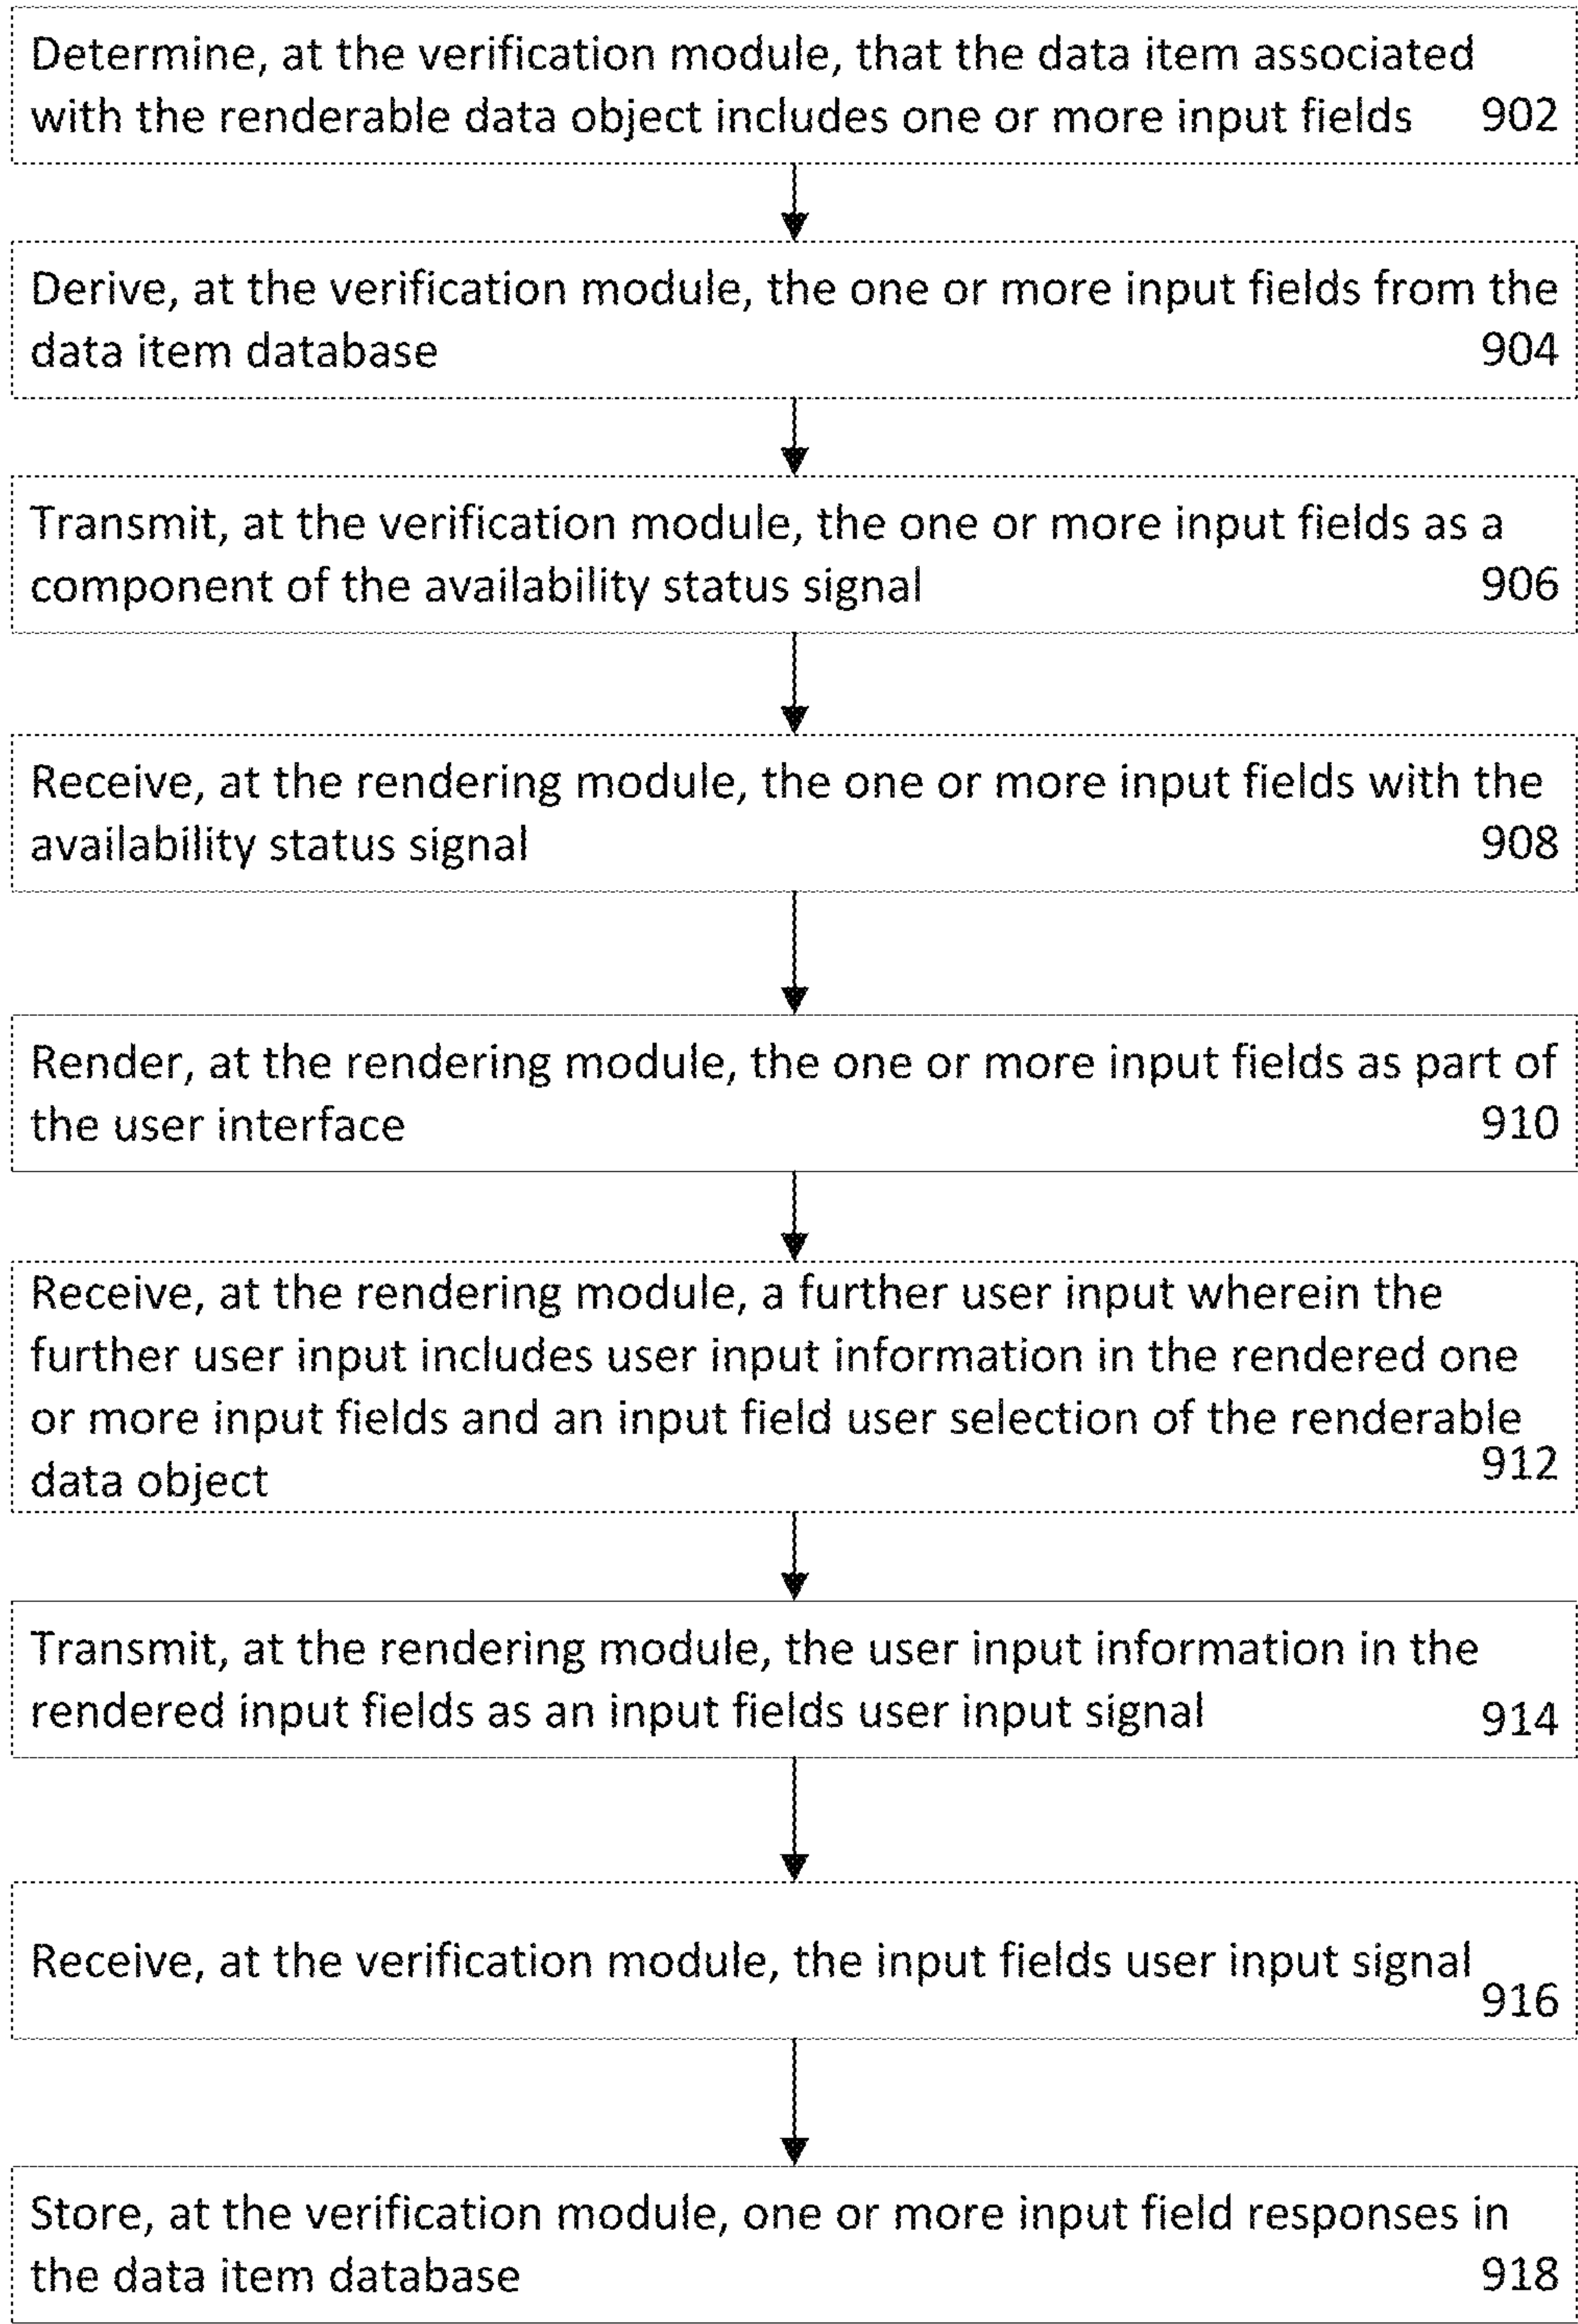 Determine, at the verification module, that the data item associated
with the renderable data object includes one or more input fields 902
Derive, at the verification module, the one or more input fields from the
data item database 904
Transmit, at the verification module, the one or more input fields as a
component of the availability status signal 906
Receive, at the rendering module, the one or more input fields with the
availability status signal 908
Render, at the rendering module, the one or more input fields as part of
the user interface 910
Receive, at the rendering module, a further user input wherein the
further user input includes user input information in the rendered one
or more input fields and an input field user selection of the renderable
data object 912
Transmit, at the rendering module, the user input information in the
rendered input fields as an input fields user input signal 914
Receive, at the verification module, the input fields user input signal
916
Store, at the verification module, one or more input field responses in
the data item database 918